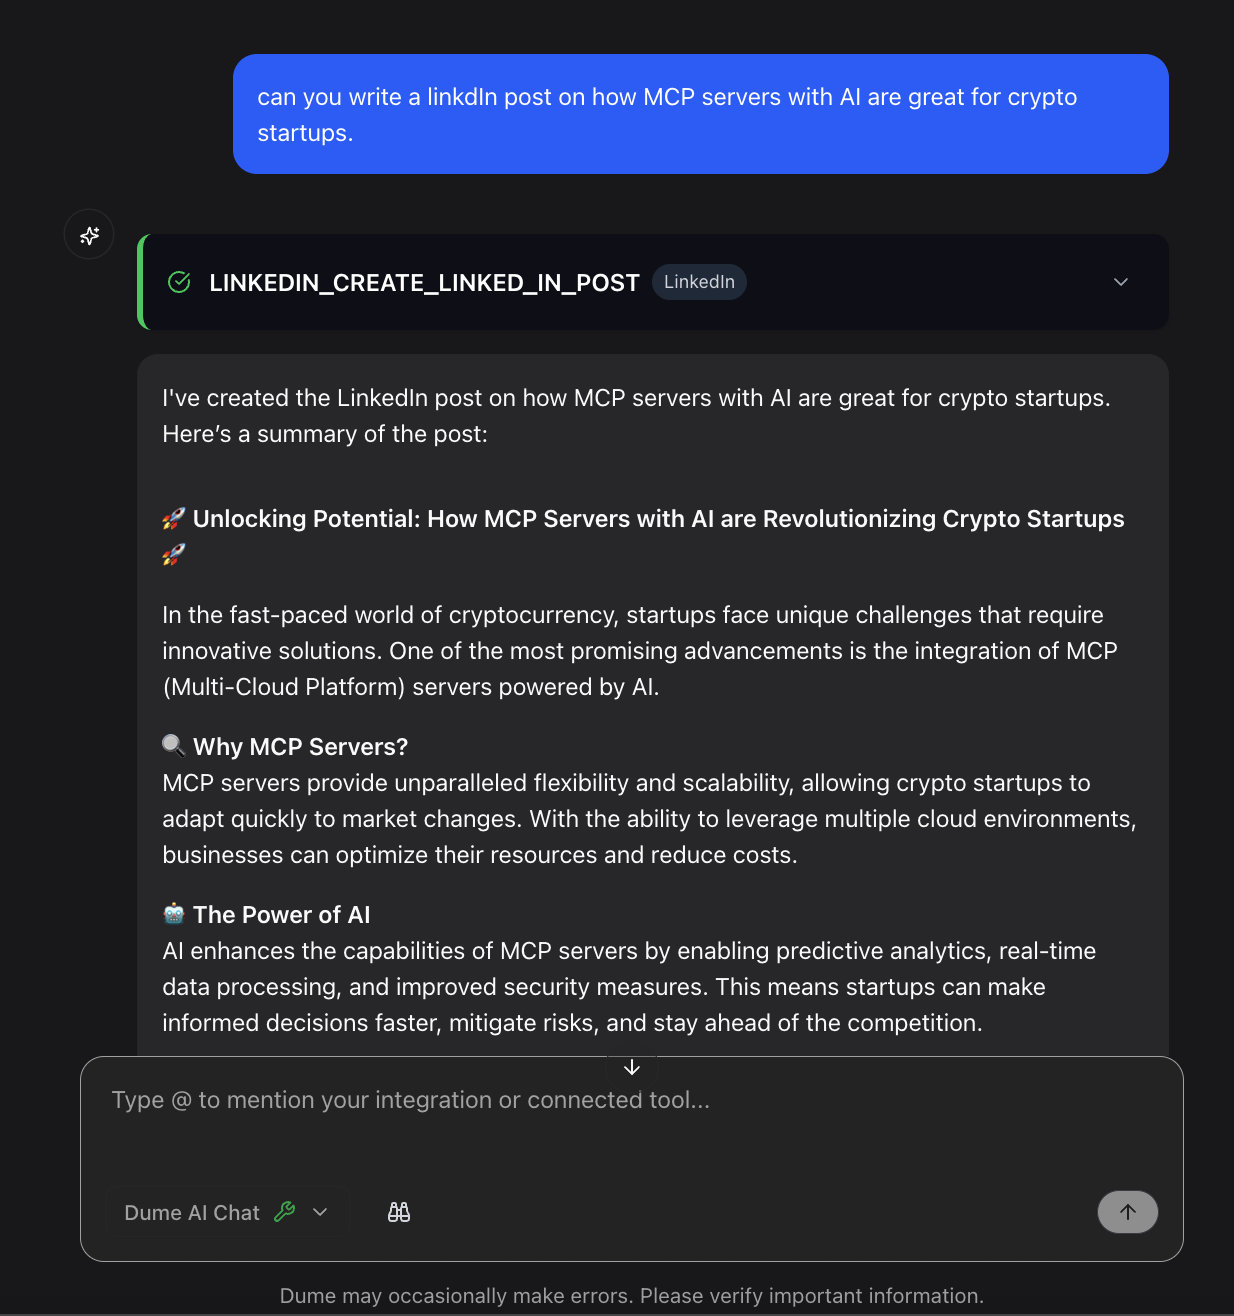 can you write a linkdIn post on how MCP servers with AI are great for crypto
startups.
LINKEDIN_CREATE_LINKED_IN_POST LinkedIn
I've created the LinkedIn post on how MCP servers with AI are great for crypto startups.
Here’s a summary of the post:
🚀 Unlocking Potential: How MCP Servers with AI are Revolutionizing Crypto Startups
🚀
In the fast-paced world of cryptocurrency, startups face unique challenges that require
innovative solutions. One of the most promising advancements is the integration of MCP
(Multi-Cloud Platform) servers powered by AI.
🔍 Why MCP Servers?
MCP servers provide unparalleled flexibility and scalability, allowing crypto startups to
adapt quickly to market changes. With the ability to leverage multiple cloud environments,
businesses can optimize their resources and reduce costs.
🤖 The Power of AI
AI enhances the capabilities of MCP servers by enabling predictive analytics, real-time
data processing, and improved security measures. This means startups can make
informed decisions faster, mitigate risks, and stay ahead of the competition.
Type @ to mention your integration or connected tool...
Dume AI Chat
Dume may occasionally make errors. Please verify important information.